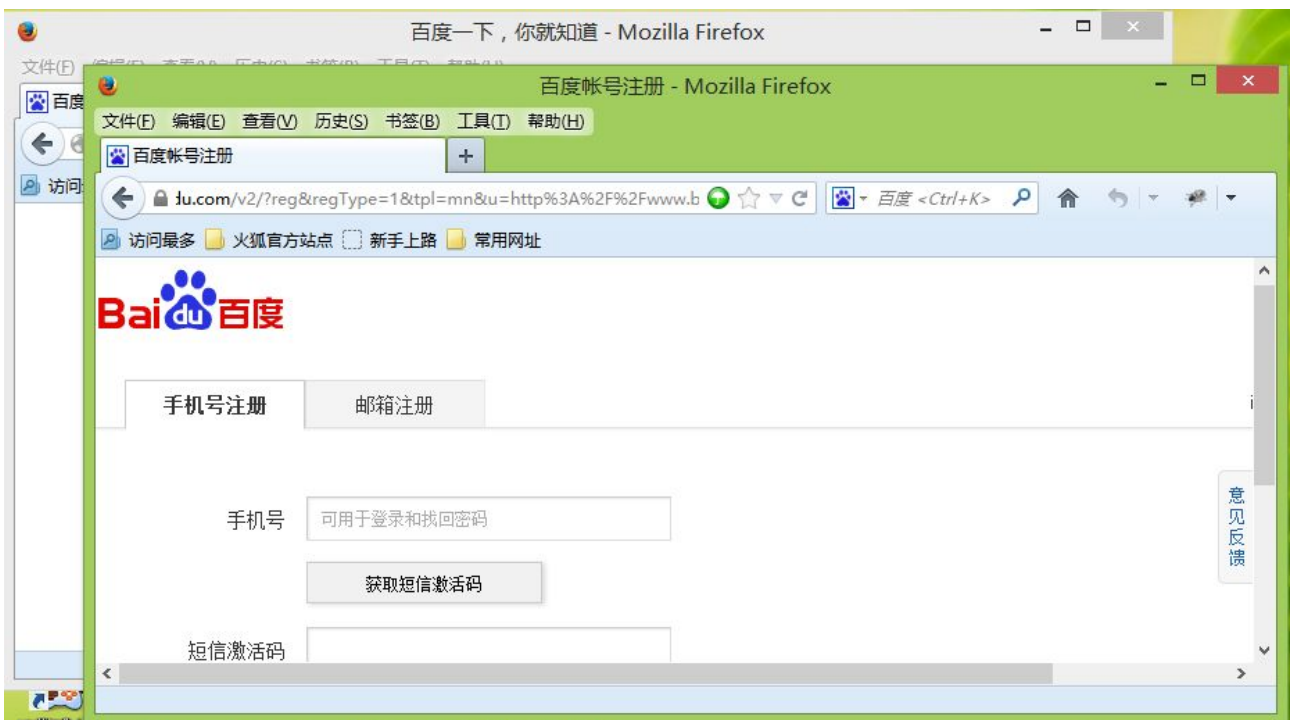 百度一下，你就知道 - Mozilla Firefox
文件(F)
百度
访问
百度帐号注册 - Mozilla Firefox
文件(F) 编辑(E) 查看(V) 历史(S) 书签(B) 工具(T) 帮助(H)
百度帐号注册 +
du.com/v2/?reg&regType=1&tpl=mn&u=http%3A%2F%2Fwww.b 百度 <Ctrl+K>
访问最多 火狐官方站点 新手上路 常用网址
Baidu百度
手机号注册 邮箱注册
手机号 可用于登录和找回密码
意见反馈
获取短信激活码
短信激活码